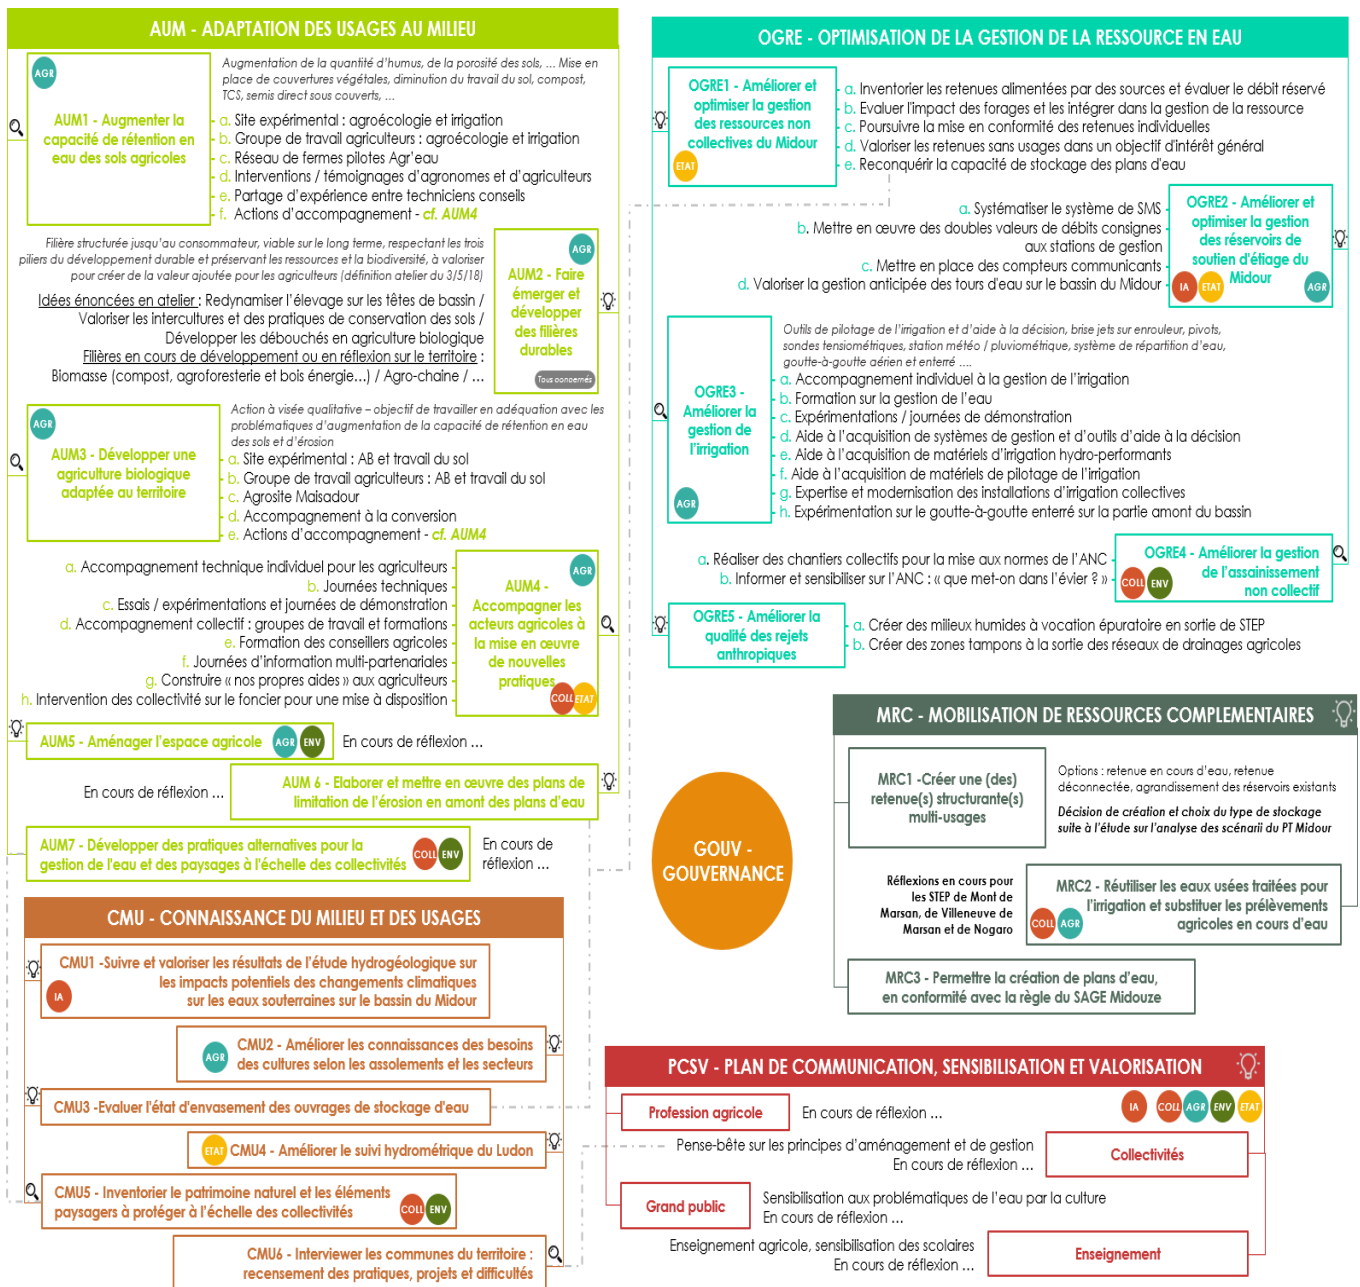 AUM - ADAPTATION DES USAGES AU MILIEU
AGR
Augmentation de la quantité d'humus, de la porosité des sols, ... Mise en
place de couvertures végétales, diminution du travail du sol, compost,
TCS, semis direct sous couverts, ...
AUM1 - Augmenter la
capacité de rétention en
eau des sols agricoles
a. Site expérimental : agroécologie et irrigation
b. Groupe de travail agriculteurs : agroécologie et irrigation
c. Réseau de fermes pilotes Agr'eau
d. Interventions / témoignages d'agronomes et d'agriculteurs
e. Partage d'expérience entre techniciens conseils
f. Actions d'accompagnement - cf. AUM4
Filière structurée jusqu'au consommateur, viable sur le long terme, respectant les trois
piliers du développement durable et préservant les ressources et la biodiversité, à valoriser
pour créer de la valeur ajoutée pour les agriculteurs (définition atelier du 3/5/18)
Idées énoncées en atelier : Redynamiser l'élevage sur les têtes de bassin /
Valoriser les intercultures et des pratiques de conservation des sols /
Développer les débouchés en agriculture biologique
Filières en cours de développement ou en réflexion sur le territoire :
Biomasse (compost, agroforesterie et bois énergie...) / Agro-chaine / ...
AGR
AUM2 - Faire
émerger et
développer
des filières
durables
Tous concernés
AGR
Action à visée qualitative – objectif de travailler en adéquation avec les
problématiques d'augmentation de la capacité de rétention en eau
des sols et d'érosion
AUM3 - Développer une
agriculture biologique
adaptée au territoire
a. Site expérimental : AB et travail du sol
b. Groupe de travail agriculteurs : AB et travail du sol
c. Agrosite Maisadour
d. Accompagnement à la conversion
e. Actions d'accompagnement - cf. AUM4
a. Accompagnement technique individuel pour les agriculteurs
b. Journées techniques
c. Essais / expérimentations et journées de démonstration
d. Accompagnement collectif : groupes de travail et formations
e. Formation des conseillers agricoles
f. Journées d'information multi-partenariales
g. Construire « nos propres aides » aux agriculteurs
h. Intervention des collectivité sur le foncier pour une mise à disposition
AGR
AUM4 -
Accompagner les
acteurs agricoles à
la mise en œuvre
de nouvelles
pratiques
COLL ETAT
AUM5 - Aménager l'espace agricole AGR ENV
En cours de réflexion ...
En cours de réflexion ...
AUM 6 - Elaborer et mettre en œuvre des plans de
limitation de l'érosion en amont des plans d'eau
AUM7 - Développer des pratiques alternatives pour la
gestion de l'eau et des paysages à l'échelle des collectivités
COLL ENV
En cours de
réflexion ...
CMU - CONNAISSANCE DU MILIEU ET DES USAGES
CMU1 -Suivre et valoriser les résultats de l'étude hydrogéologique sur
les impacts potentiels des changements climatiques
sur les eaux souterraines sur le bassin du Midour
IA
AGR
CMU2 - Améliorer les connaissances des besoins
des cultures selon les assolements et les secteurs
CMU3 -Evaluer l'état d'envasement des ouvrages de stockage d'eau
ETAT CMU4 - Améliorer le suivi hydrométrique du Ludon
CMU5 - Inventorier le patrimoine naturel et les éléments
paysagers à protéger à l'échelle des collectivités
COLL ENV
CMU6 - Interviewer les communes du territoire :
recensement des pratiques, projets et difficultés
OGRE - OPTIMISATION DE LA GESTION DE LA RESSOURCE EN EAU
OGRE1 - Améliorer et
optimiser la gestion
des ressources non
collectives du Midour
ETAT
a. Inventorier les retenues alimentées par des sources et évaluer le débit réservé
b. Evaluer l'impact des forages et les intégrer dans la gestion de la ressource
c. Poursuivre la mise en conformité des retenues individuelles
d. Valoriser les retenues sans usages dans un objectif d'intérêt général
e. Reconquérir la capacité de stockage des plans d'eau
a. Systématiser le système de SMS
b. Mettre en œuvre des doubles valeurs de débits consignes
aux stations de gestion
c. Mettre en place des compteurs communicants
d. Valoriser la gestion anticipée des tours d'eau sur le bassin du Midour
OGRE2 - Améliorer et
optimiser la gestion
des réservoirs de
soutien d'étiage du
Midour
IA ETAT AGR
Outils de pilotage de l'irrigation et d'aide à la décision, brise jets sur enrouleur, pivots,
sondes tensiométriques, station météo / pluviométrique, système de répartition d'eau,
goutte-à-goutte aérien et enterré ....
OGRE3 -
Améliorer la
gestion de
l'irrigation
AGR
a. Accompagnement individuel à la gestion de l'irrigation
b. Formation sur la gestion de l'eau
c. Expérimentations / journées de démonstration
d. Aide à l'acquisition de systèmes de gestion et d'outils d'aide à la décision
e. Aide à l'acquisition de matériels d'irrigation hydro-performants
f. Aide à l'acquisition de matériels de pilotage de l'irrigation
g. Expertise et modernisation des installations d'irrigation collectives
h. Expérimentation sur le goutte-à-goutte enterré sur la partie amont du bassin
a. Réaliser des chantiers collectifs pour la mise aux normes de l'ANC
b. Informer et sensibiliser sur l'ANC : « que met-on dans l'évier ? »
OGRE4 - Améliorer la gestion
de l'assainissement
non collectif
COLL ENV
OGRE5 - Améliorer la
qualité des rejets
anthropiques
a. Créer des milieux humides à vocation épuratoire en sortie de STEP
b. Créer des zones tampons à la sortie des réseaux de drainages agricoles
GOUV -
GOUVERNANCE
MRC - MOBILISATION DE RESSOURCES COMPLEMENTAIRES
MRC1 -Créer une (des)
retenue(s) structurante(s)
multi-usages
Options : retenue en cours d'eau, retenue
déconnectée, agrandissement des réservoirs existants
Décision de création et choix du type de stockage
suite à l'étude sur l'analyse des scénarii du PT Midour
Réflexions en cours pour
les STEP de Mont de
Marsan, de Villeneuve de
Marsan et de Nogaro
MRC2 - Réutiliser les eaux usées traitées pour
l'irrigation et substituer les prélèvements
agricoles en cours d'eau
COLL AGR
MRC3 - Permettre la création de plans d'eau,
en conformité avec la règle du SAGE Midouze
PCSV - PLAN DE COMMUNICATION, SENSIBILISATION ET VALORISATION
Profession agricole
En cours de réflexion ...
IA COLL AGR ENV ETAT
Pense-bête sur les principes d'aménagement et de gestion
En cours de réflexion ...
Collectivités
Grand public
Sensibilisation aux problématiques de l'eau par la culture
En cours de réflexion ...
Enseignement agricole, sensibilisation des scolaires
En cours de réflexion ...
Enseignement